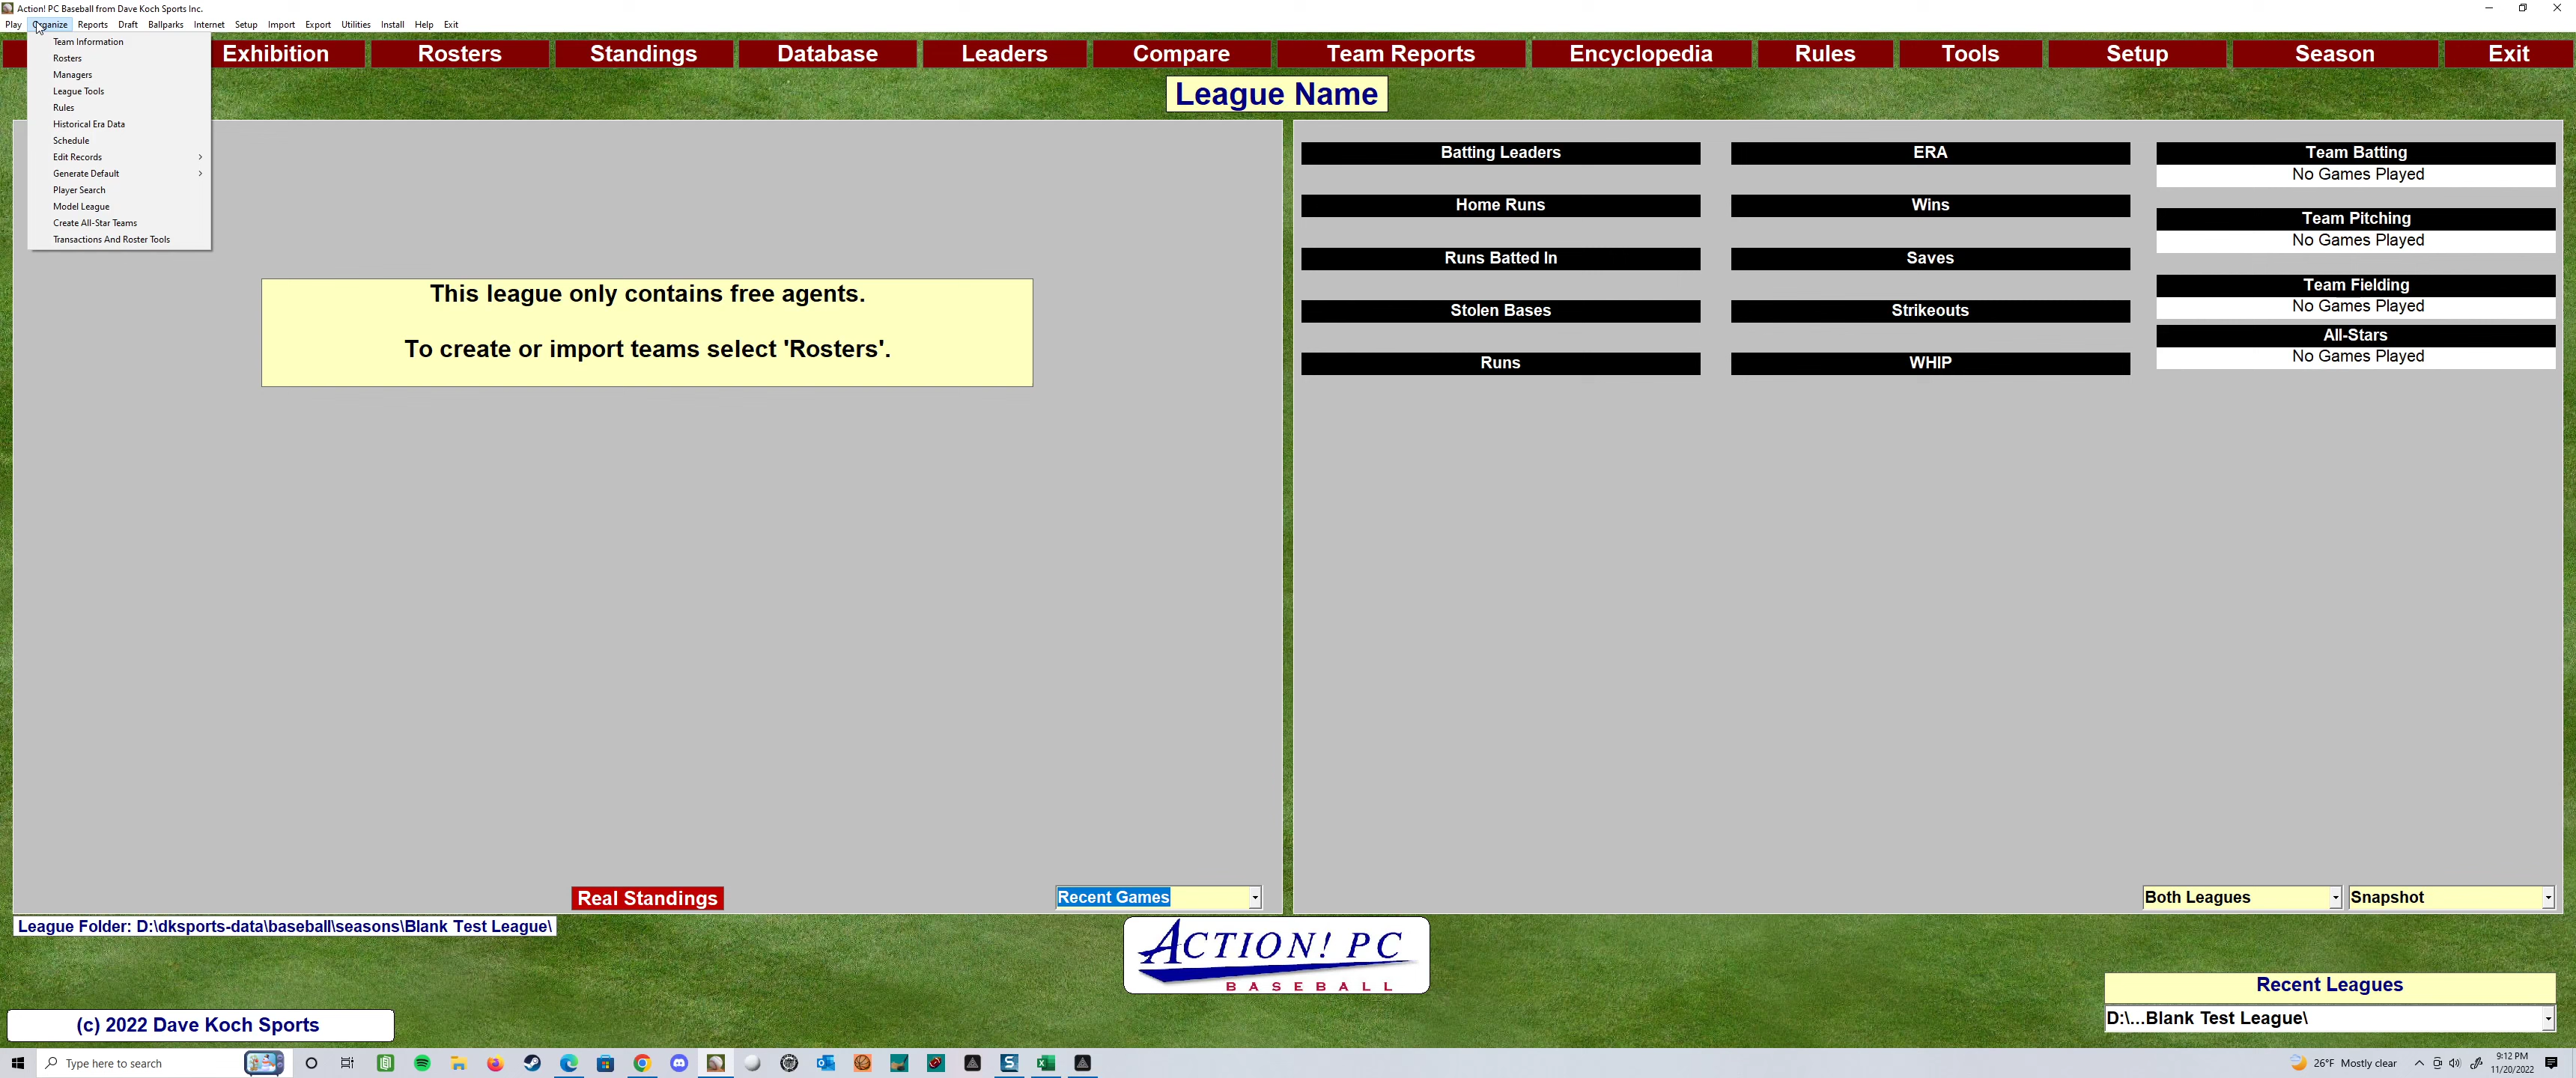 Action! PC Baseball from Dave Koch Sports Inc.
Play Organize Reports Draft Ballparks Internet Setup Import Export Utilities Install Help Exit
Team Information
Rosters
Managers
League Tools
Rules
Historical Era Data
Schedule
Edit Records
Generate Default
Player Search
Model League
Create All-Star Teams
Transactions And Roster Tools
Exhibition Rosters Standings Database Leaders Compare Team Reports Encyclopedia Rules Tools Setup Season Exit
League Name
This league only contains free agents.
To create or import teams select 'Rosters'.
Real Standings
Recent Games
Batting Leaders
Home Runs
Runs Batted In
Stolen Bases
Runs
ERA
Wins
Saves
Strikeouts
WHIP
Team Batting
No Games Played
Team Pitching
No Games Played
Team Fielding
No Games Played
All-Stars
No Games Played
Both Leagues
Snapshot
League Folder: D:\dksports-data\baseball\seasons\Blank Test League\
ACTION! PC
BASEBALL
Recent Leagues
D:\...Blank Test League\
(c) 2022 Dave Koch Sports
Type here to search
26°F Mostly clear
9:12 PM
11/20/2022